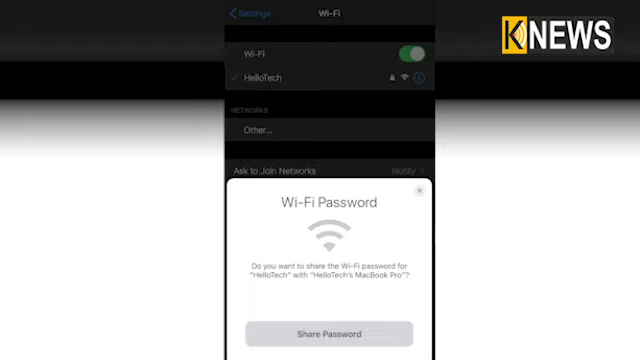 Settings
Wi-Fi
KNEWS
Wi-Fi
HelloTech
NETWORKS
Other...
Ask to Join Networks
Notify
Wi-Fi Password
Do you want to share the Wi-Fi password for
"HelloTech" with "HelloTech's MacBook Pro"?
Share Password